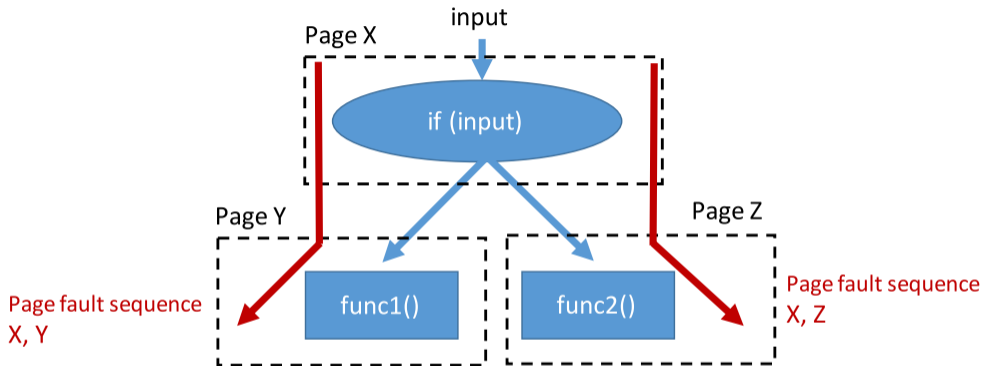 input
Page X
if (input)
Page Y
Page Z
func1()
func2()
Page fault sequence
X, Y
Page fault sequence
X, Z